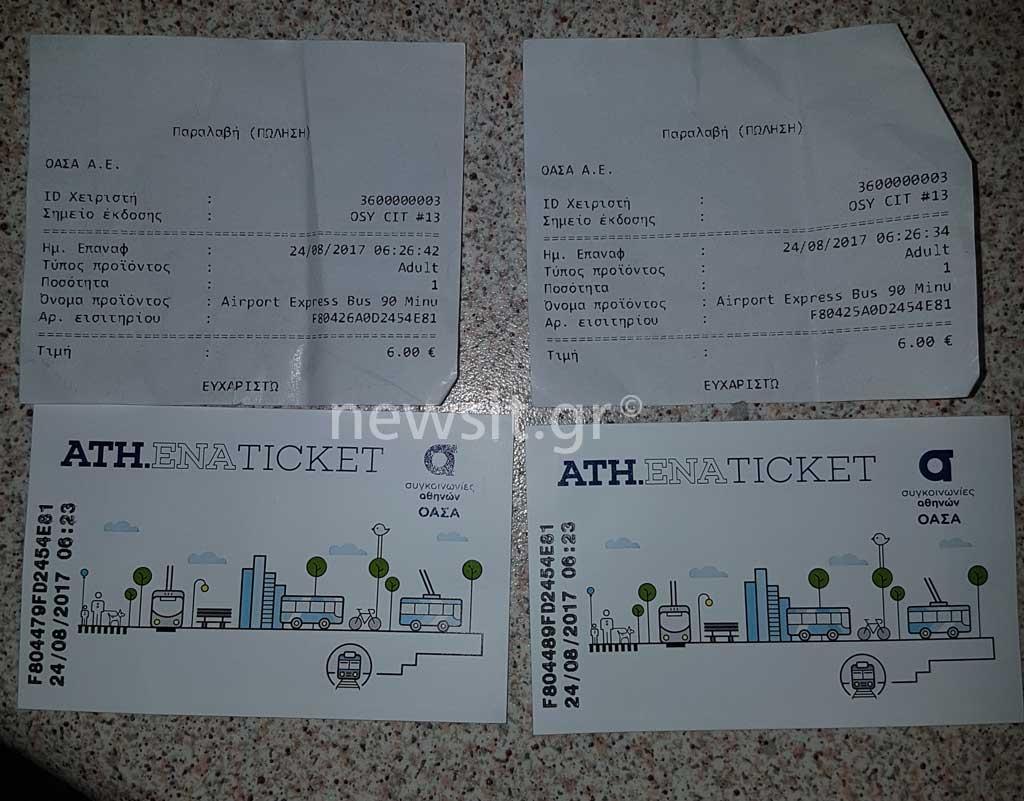 Παραλαβή (ΠΩΛΗΣΗ)
ΟΑΣΑ Α.Ε.
ID Χειριστή : 3600000003
Σημείο έκδοσης : OSY CIT #13
Ημ. Επαναφ : 24/08/2017 06:26:42
Τύπος προϊόντος : Adult
Ποσότητα : 1
Όνομα προϊόντος : Airport Express Bus 90 Minu
Αρ. εισιτηρίου : F80426A0D2454E81
Τιμή : 6.00 €
ΕΥΧΑΡΙΣΤΩ
Παραλαβή (ΠΩΛΗΣΗ)
ΟΑΣΑ Α.Ε.
ID Χειριστή : 3600000003
Σημείο έκδοσης : OSY CIT #13
Ημ. Επαναφ : 24/08/2017 06:26:34
Τύπος προϊόντος : Adult
Ποσότητα : 1
Όνομα προϊόντος : Airport Express Bus 90 Minu
Αρ. εισιτηρίου : F80425A0D2454E81
Τιμή : 6.00 €
ΕΥΧΑΡΙΣΤΩ
newsit.gr©
ATH.ENATICKET
συγκοινωνίες
αθηνών
ΟΑΣΑ
F804479FD2454E81
24/08/2017 06:23
ATH.ENATICKET
συγκοινωνίες
αθηνών
ΟΑΣΑ
F804489FD2454E81
24/08/2017 06:23